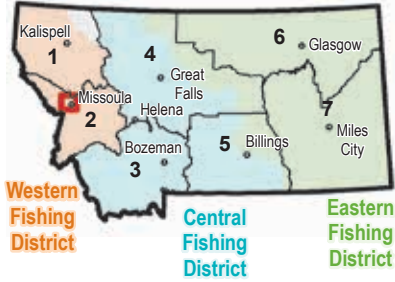 Kalispell
1
4
6
Glasgow
Great
Falls
Missoula
2
Helena
7
Miles
City
5
Billings
Bozeman
3
Western
Fishing
District
Central
Fishing
District
Eastern
Fishing
District